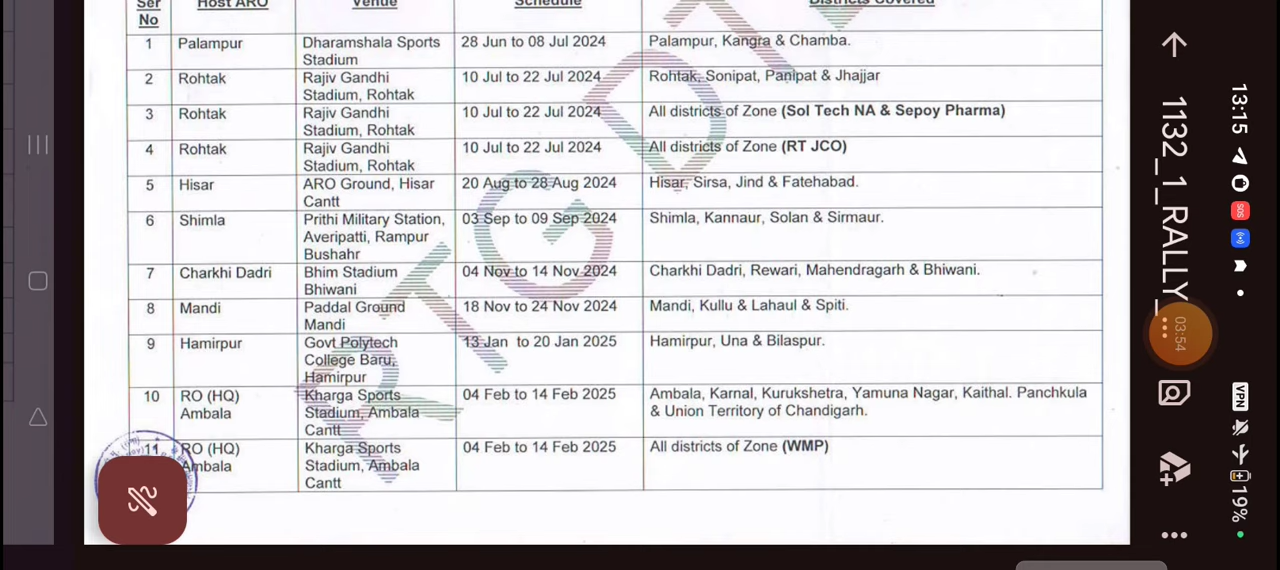 Ser No Host ARO Venue Schedule Districts Covered
1 Palampur Dharamshala Sports Stadium 28 Jun to 08 Jul 2024 Palampur, Kangra & Chamba.
2 Rohtak Rajiv Gandhi Stadium, Rohtak 10 Jul to 22 Jul 2024 Rohtak, Sonipat, Panipat & Jhajjar
3 Rohtak Rajiv Gandhi Stadium, Rohtak 10 Jul to 22 Jul 2024 All districts of Zone (Sol Tech NA & Sepoy Pharma)
4 Rohtak Rajiv Gandhi Stadium, Rohtak 10 Jul to 22 Jul 2024 All districts of Zone (RT JCO)
5 Hisar ARO Ground, Hisar Cantt 20 Aug to 28 Aug 2024 Hisar, Sirsa, Jind & Fatehabad.
6 Shimla Prithi Military Station, Averipatti, Rampur Bushahr 03 Sep to 09 Sep 2024 Shimla, Kannaur, Solan & Sirmaur.
7 Charkhi Dadri Bhim Stadium Bhiwani 04 Nov to 14 Nov 2024 Charkhi Dadri, Rewari, Mahendragarh & Bhiwani.
8 Mandi Paddal Ground Mandi 18 Nov to 24 Nov 2024 Mandi, Kullu & Lahaul & Spiti.
9 Hamirpur Govt Polytech College Baru, Hamirpur 13 Jan to 20 Jan 2025 Hamirpur, Una & Bilaspur.
10 RO (HQ) Ambala Kharga Sports Stadium, Ambala Cantt 04 Feb to 14 Feb 2025 Ambala, Karnal, Kurukshetra, Yamuna Nagar, Kaithal. Panchkula & Union Territory of Chandigarh.
11 RO (HQ) Ambala Kharga Sports Stadium, Ambala Cantt 04 Feb to 14 Feb 2025 All districts of Zone (WMP)
1132_1_RALLY_...
03:54
13:15
SOS
VPN
19%